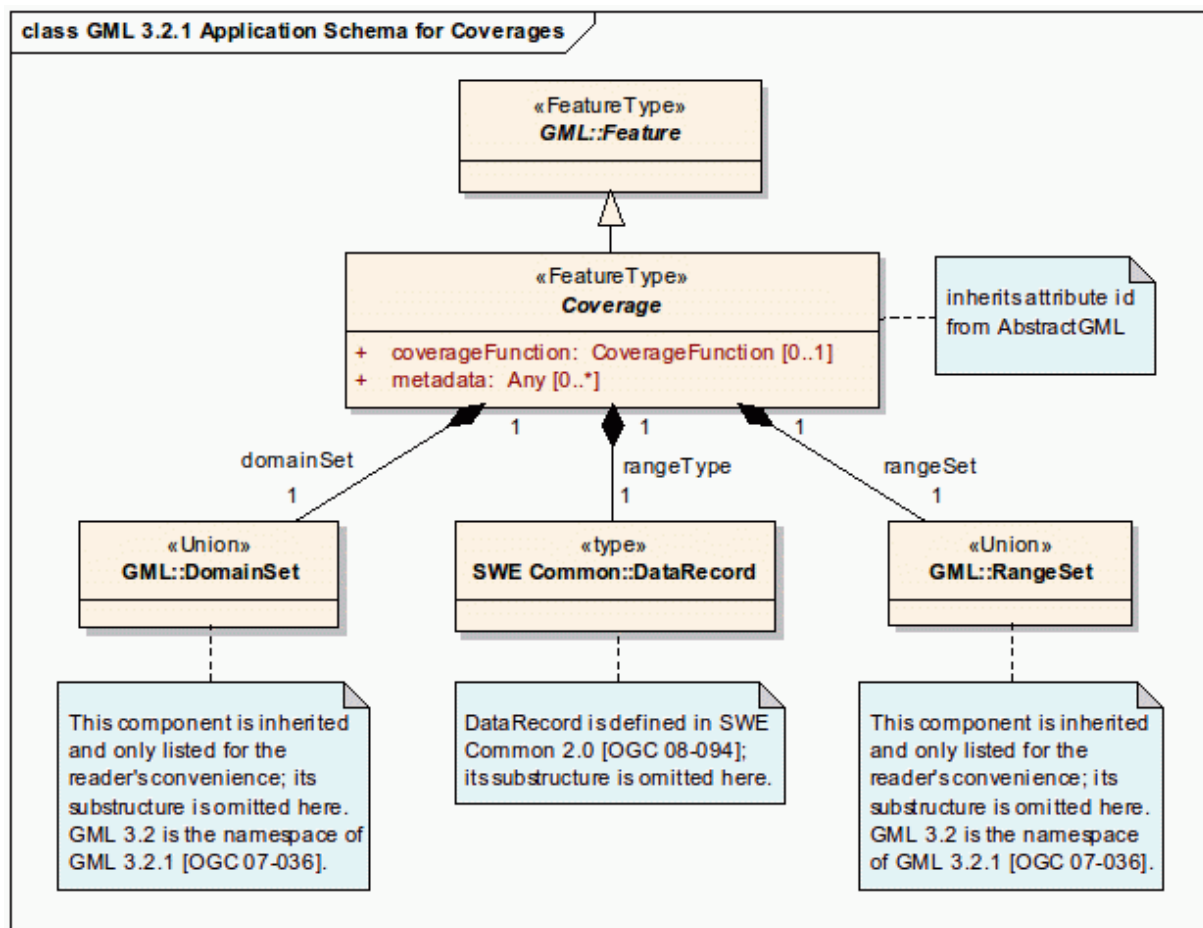 class GML 3.2.1 Application Schema for Coverages
«FeatureType»
GML::Feature
«FeatureType»
Coverage
+ coverageFunction: CoverageFunction [0..1]
+ metadata: Any [0..*]
inherits attribute id
from AbstractGML
1
1
1
domainSet
rangeType
rangeSet
1
1
1
«Union»
GML::DomainSet
«type»
SWE Common::DataRecord
«Union»
GML::RangeSet
This component is inherited
and only listed for the
reader's convenience; its
substructure is omitted here.
GML 3.2 is the namespace of
GML 3.2.1 [OGC 07-036].
DataRecord is defined in SWE
Common 2.0 [OGC 08-094];
its substructure is omitted here.
This component is inherited
and only listed for the
reader's convenience; its
substructure is omitted here.
GML 3.2 is the namespace
of GML 3.2.1 [OGC 07-036].